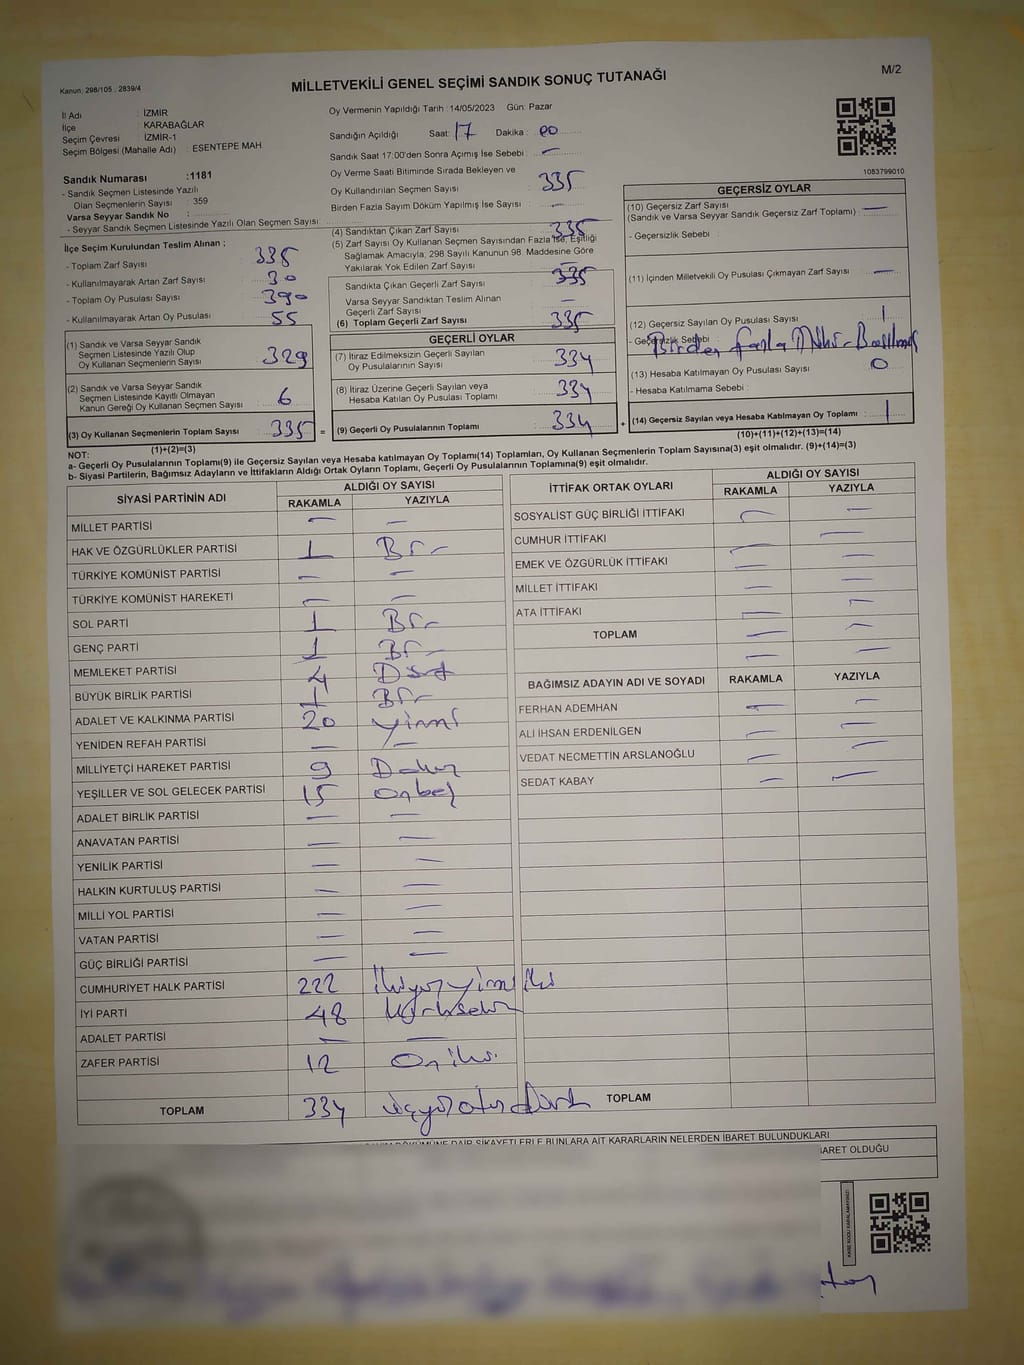 Kanun; 298/105 , 2839/4
MİLLETVEKİLİ GENEL SEÇİMİ SANDIK SONUÇ TUTANAĞI
M/2
İl Adı : İZMİR
İlçe : KARABAĞLAR
Seçim Çevresi : İZMİR-1
Seçim Bölgesi (Mahalle Adı) : ESENTEPE MAH.
Sandık Numarası :1181
- Sandık Seçmen Listesinde Yazılı
Olan Seçmenlerin Sayısı : 359
Varsa Seyyar Sandık No :
- Seyyar Sandık Seçmen Listesinde Yazılı Olan Seçmen Sayısı:
Oy Vermenin Yapıldığı Tarih : 14/05/2023 Gün: Pazar
Sandığın Açıldığı Saat: 17 Dakika : 00
Sandık Saat 17:00'den Sonra Açılmış İse Sebebi : —
Oy Verme Saati Bitiminde Sırada Bekleyen ve
Oy Kullandırılan Seçmen Sayısı : 335
Birden Fazla Sayım Döküm Yapılmış İse Sayısı : —
1083799010
İlçe Seçim Kurulundan Teslim Alınan ;
- Toplam Zarf Sayısı : 335
- Kullanılmayarak Artan Zarf Sayısı : 30
- Toplam Oy Pusulası Sayısı : 390
- Kullanılmayarak Artan Oy Pusulası : 55
(4) Sandıktan Çıkan Zarf Sayısı : 335
(5) Zarf Sayısı Oy Kullanan Seçmen Sayısından Fazla İse, Eşitliği
Sağlamak Amacıyla, 298 Sayılı Kanunun 98. Maddesine Göre
Yakılarak Yok Edilen Zarf Sayısı : —
Sandıkta Çıkan Geçerli Zarf Sayısı : 335
Varsa Seyyar Sandıktan Teslim Alınan
Geçerli Zarf Sayısı : —
(6) Toplam Geçerli Zarf Sayısı : 335
GEÇERSİZ OYLAR
(10) Geçersiz Zarf Sayısı
(Sandık ve Varsa Seyyar Sandık Geçersiz Zarf Toplamı) : —
- Geçersizlik Sebebi :
(11) İçinden Milletvekili Oy Pusulası Çıkmayan Zarf Sayısı : —
(12) Geçersiz Sayılan Oy Pusulası Sayısı : 1
- Geçersizlik Sebebi : Birden fazla Mühür Basılmış
(13) Hesaba Katılmayan Oy Pusulası Sayısı : 0
- Hesaba Katılmama Sebebi :
(14) Geçersiz Sayılan veya Hesaba Katılmayan Oy Toplamı : 1
(10)+(11)+(12)+(13)=(14)
(1) Sandık ve Varsa Seyyar Sandık
Seçmen Listesinde Yazılı Olup
Oy Kullanan Seçmenlerin Sayısı : 329
(2) Sandık ve Varsa Seyyar Sandık
Seçmen Listesinde Kayıtlı Olmayan
Kanun Gereği Oy Kullanan Seçmen Sayısı : 6
(3) Oy Kullanan Seçmenlerin Toplam Sayısı : 335 =
(1)+(2)=(3)
GEÇERLİ OYLAR
(7) İtiraz Edilmeksizin Geçerli Sayılan
Oy Pusulalarının Sayısı : 334
(8) İtiraz Üzerine Geçerli Sayılan veya
Hesaba Katılan Oy Pusulası Toplamı : 334
(9) Geçerli Oy Pusulalarının Toplamı : 334 +
NOT:
a- Geçerli Oy Pusulalarının Toplamı(9) ile Geçersiz Sayılan veya Hesaba katılmayan Oy Toplamı(14) Toplamları, Oy Kullanan Seçmenlerin Toplam Sayısına(3) eşit olmalıdır. (9)+(14)=(3)
b- Siyasi Partilerin, Bağımsız Adayların ve İttifakların Aldığı Ortak Oyların Toplamı, Geçerli Oy Pusulalarının Toplamına(9) eşit olmalıdır.
SİYASİ PARTİNİN ADI ALDIĞI OY SAYISI
RAKAMLA YAZIYLA
MİLLET PARTİSİ — —
HAK VE ÖZGÜRLÜKLER PARTİSİ 1 Bir
TÜRKİYE KOMÜNİST PARTİSİ — —
TÜRKİYE KOMÜNİST HAREKETİ — —
SOL PARTİ 1 Bir
GENÇ PARTİ 1 Bir
MEMLEKET PARTİSİ 4 Dört
BÜYÜK BİRLİK PARTİSİ 1 Bir
ADALET VE KALKINMA PARTİSİ 20 yirmi
YENİDEN REFAH PARTİSİ — —
MİLLİYETÇİ HAREKET PARTİSİ 9 Dokuz
YEŞİLLER VE SOL GELECEK PARTİSİ 15 Onbeş
ADALET BİRLİK PARTİSİ — —
ANAVATAN PARTİSİ — —
YENİLİK PARTİSİ — —
HALKIN KURTULUŞ PARTİSİ — —
MİLLİ YOL PARTİSİ — —
VATAN PARTİSİ — —
GÜÇ BİRLİĞİ PARTİSİ — —
CUMHURİYET HALK PARTİSİ 222 ikiyüzyirmiiki
İYİ PARTİ 48 kırksekiz
ADALET PARTİSİ — —
ZAFER PARTİSİ 12 Oniki
TOPLAM 334 üçyüzotuzdört
İTTİFAK ORTAK OYLARI ALDIĞI OY SAYISI
RAKAMLA YAZIYLA
SOSYALİST GÜÇ BİRLİĞİ İTTİFAKI — —
CUMHUR İTTİFAKI — —
EMEK VE ÖZGÜRLÜK İTTİFAKI — —
MİLLET İTTİFAKI — —
ATA İTTİFAKI — —
TOPLAM — —
BAĞIMSIZ ADAYIN ADI VE SOYADI RAKAMLA YAZIYLA
FERHAN ADEMHAN — —
ALİ İHSAN ERDENİLGEN — —
VEDAT NECMETTİN ARSLANOĞLU — —
SEDAT KABAY — —
TOPLAM
DÖKÜMÜNE DAİR ŞİKAYETLERLE BUNLARA AİT KARARLARIN NELERDEN İBARET BULUNDUKLARI
İBARET OLDUĞU